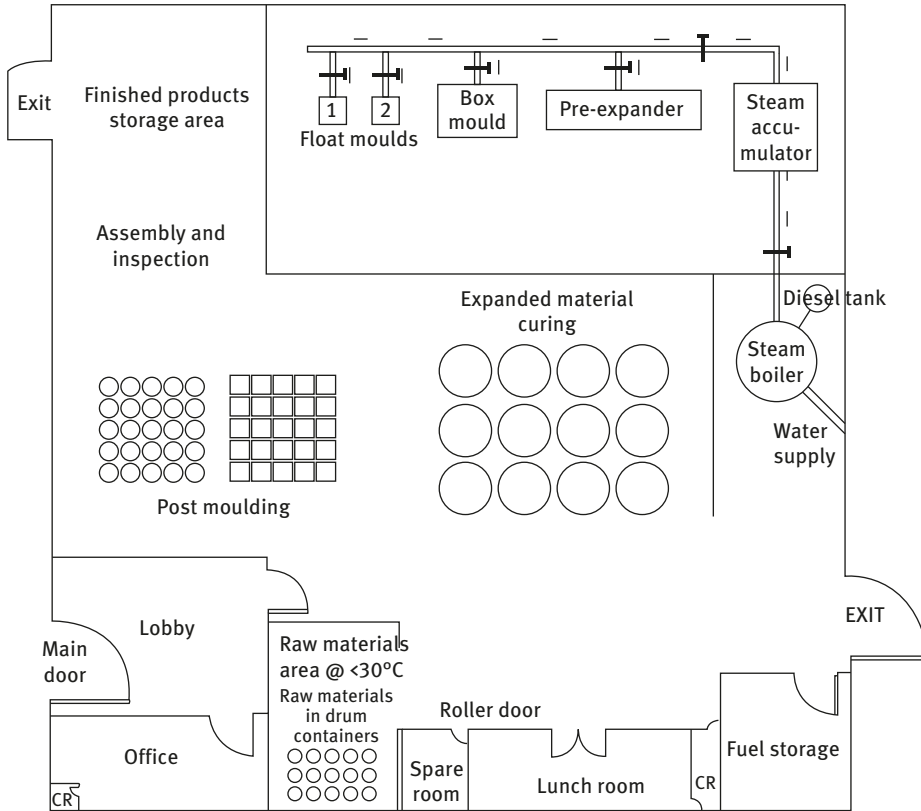 Exit
Finished products
storage area
1
2
Float moulds
Box
mould
Pre-expander
Steam
accu-
mulator
Assembly and
inspection
Expanded material
curing
Diesel tank
Steam
boiler
Water
supply
Post moulding
Main
door
Lobby
Raw materials
area @ <30°C
Raw materials
in drum
containers
EXIT
Office
CR
Roller door
Spare
room
Lunch room
CR
Fuel storage